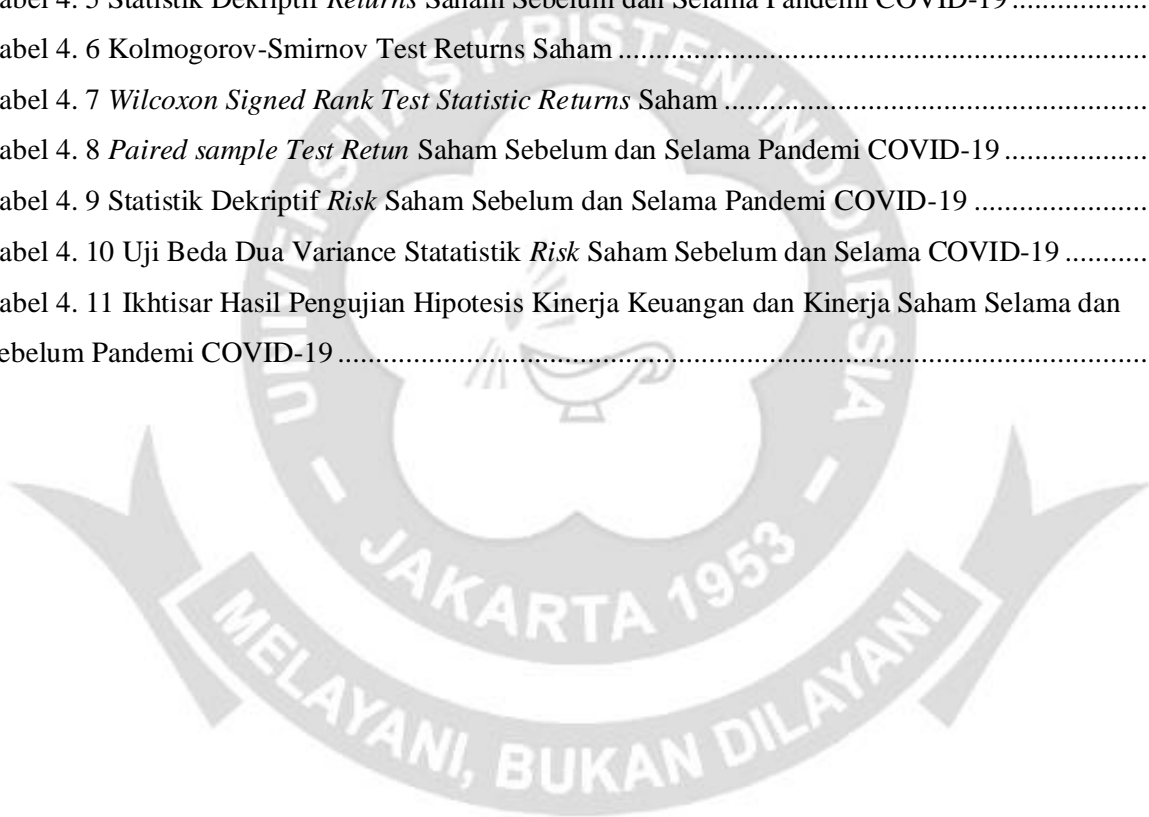 abel 4. 5 Statistik Dekriptif Returns Saham Sebelum dan Selama Pandemi COVID-19.................
abel 4. 6 Kolmogorov-Smirnov Test Returns Saham......................................................................
abel 4. 7 Wilcoxon Signed Rank Test Statistic Returns Saham.......................................................
abel 4. 8 Paired sample Test Retun Saham Sebelum dan Selama Pandemi COVID-19..................
abel 4. 9 Statistik Dekriptif Risk Saham Sebelum dan Selama Pandemi COVID-19......................
abel 4. 10 Uji Beda Dua Variance Statatistik Risk Saham Sebelum dan Selama COVID-19...........
abel 4. 11 Ikhtisar Hasil Pengujian Hipotesis Kinerja Keuangan dan Kinerja Saham Selama dan
ebelum Pandemi COVID-19...........................................................................................................
UNIVERSITAS KRISTEN INDONESIA
JAKARTA 1953
MELAYANI, BUKAN DILAYANI